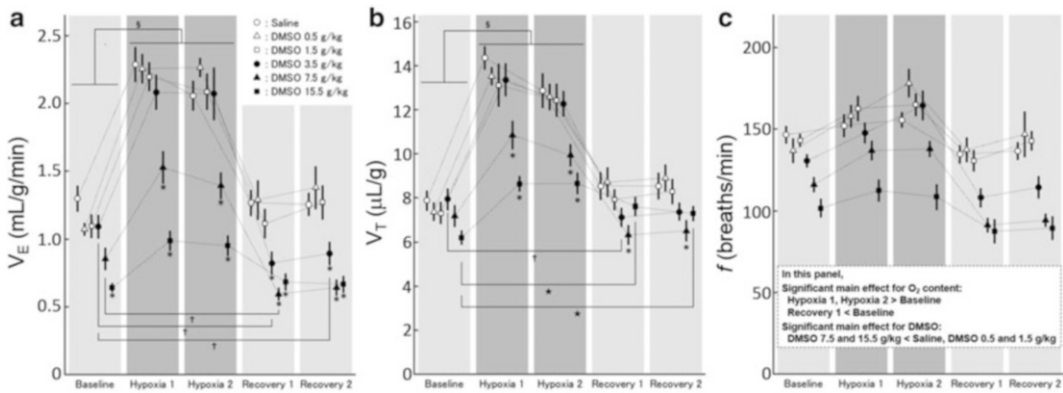 a
b
c
2.5
2.0
1.5
1.0
0.5
0
V_E (mL/g/min)
§
: Saline
: DMSO 0.5 g/kg
: DMSO 1.5 g/kg
: DMSO 3.5 g/kg
: DMSO 7.5 g/kg
: DMSO 15.5 g/kg
*
*
*
*
*
*
*
*
*
*
*
*
†
†
†
Baseline Hypoxia 1 Hypoxia 2 Recovery 1 Recovery 2
16
14
12
10
8
6
4
2
0
V_T (μL/g)
§
*
*
*
*
*
*
†
★
★
Baseline Hypoxia 1 Hypoxia 2 Recovery 1 Recovery 2
200
150
100
50
0
f (breaths/min)
In this panel,
Significant main effect for O₂ content:
Hypoxia 1, Hypoxia 2 > Baseline
Recovery 1 < Baseline
Significant main effect for DMSO:
DMSO 7.5 and 15.5 g/kg < Saline, DMSO 0.5 and 1.5 g/kg
Baseline Hypoxia 1 Hypoxia 2 Recovery 1 Recovery 2